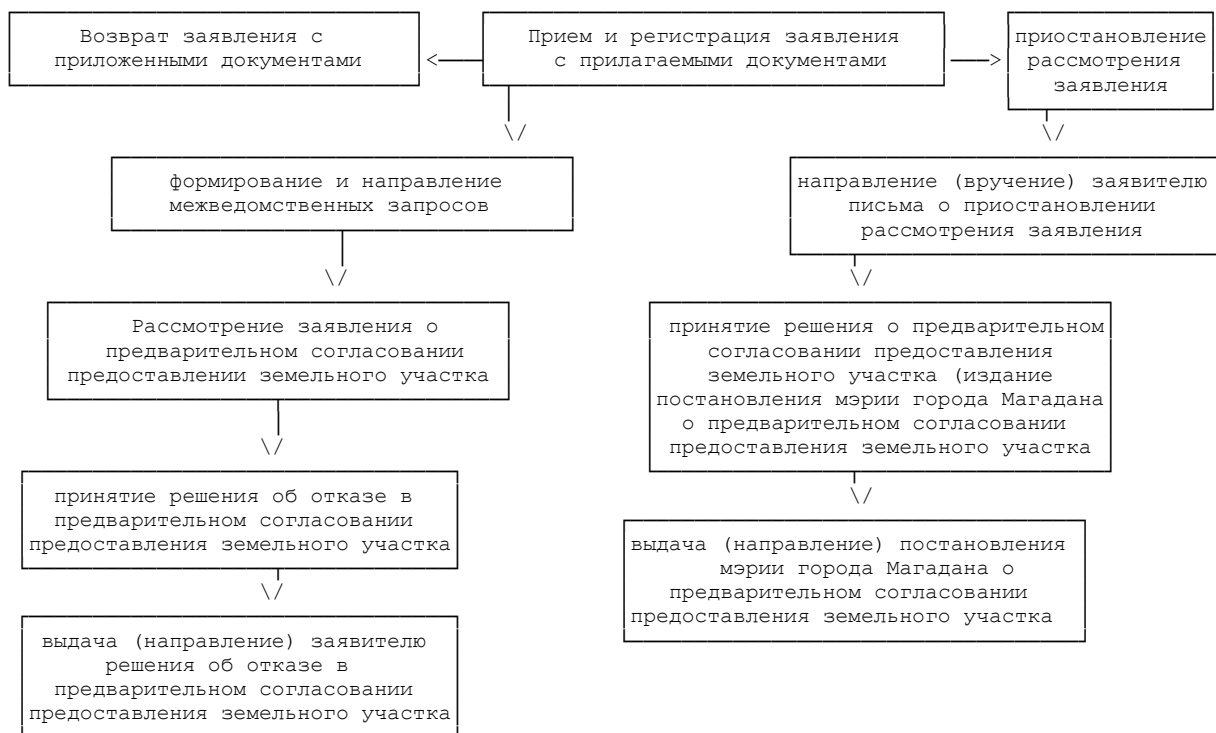 Возврат заявления с
приложенными документами
Прием и регистрация заявления
с прилагаемыми документами
приостановление
рассмотрения
заявления
формирование и направление
межведомственных запросов
направление (вручение) заявителю
письма о приостановлении
рассмотрения заявления
Рассмотрение заявления о
предварительном согласовании
предоставлении земельного участка
принятие решения о предварительном
согласовании предоставления
земельного участка (издание
постановления мэрии города Магадана
о предварительном согласовании
предоставления земельного участка
принятие решения об отказе в
предварительном согласовании
предоставления земельного участка
выдача (направление) постановления
мэрии города Магадана о
предварительном согласовании
предоставления земельного участка
выдача (направление) заявителю
решения об отказе в
предварительном согласовании
предоставления земельного участка